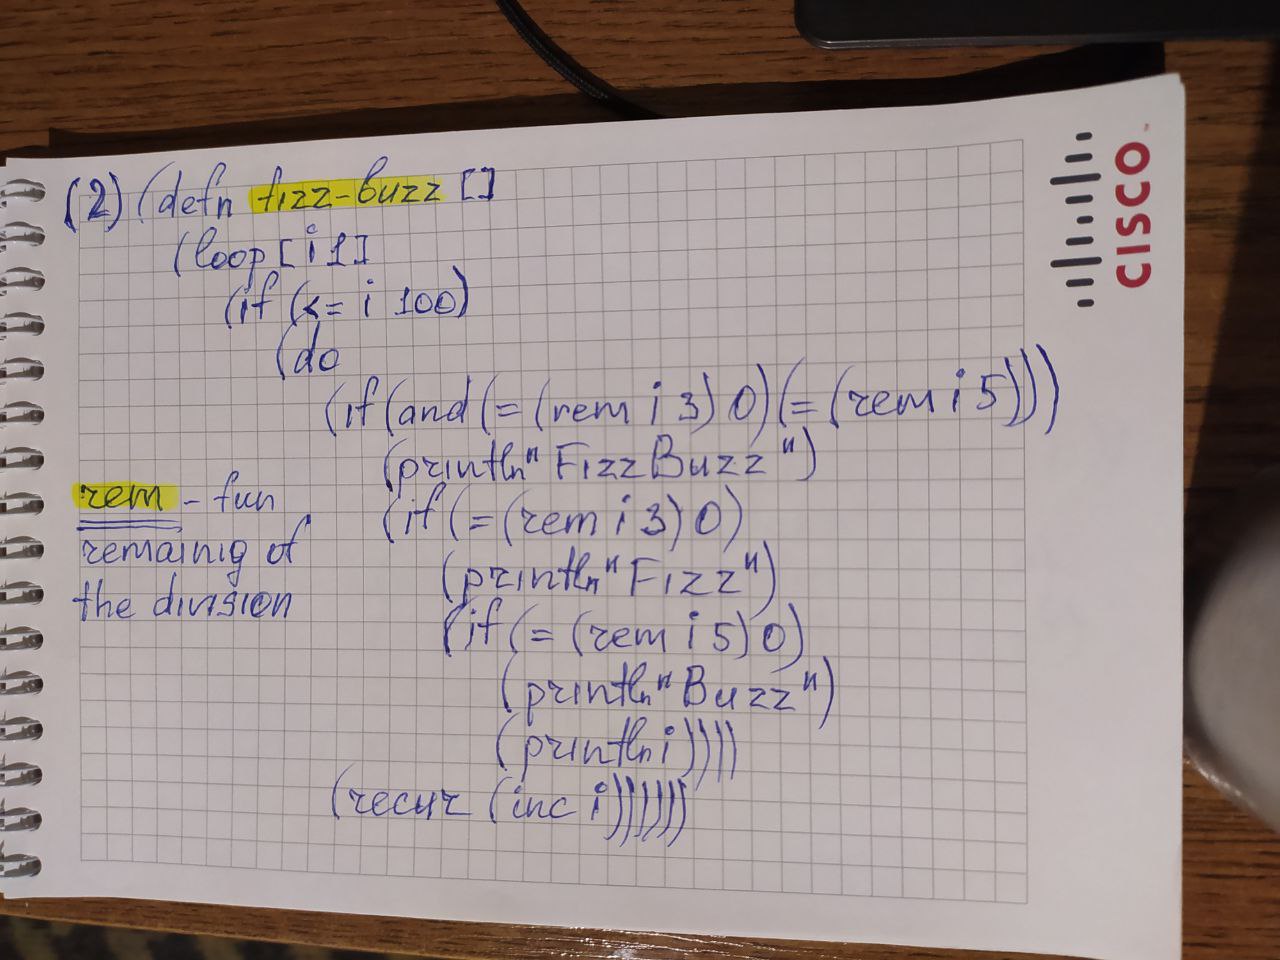 (2) (defn fizz-buzz []
(loop [i 1]
(if (<= i 100)
(do
(if (and (= (rem i 3) 0) (= (rem i 5)))
(println "FizzBuzz")
(if (= (rem i 3) 0)
(println "Fizz")
(if (= (rem i 5) 0)
(println "Buzz")
(println i))))
(recur (inc i))))))
rem - fun
remainig of
the division
CISCO